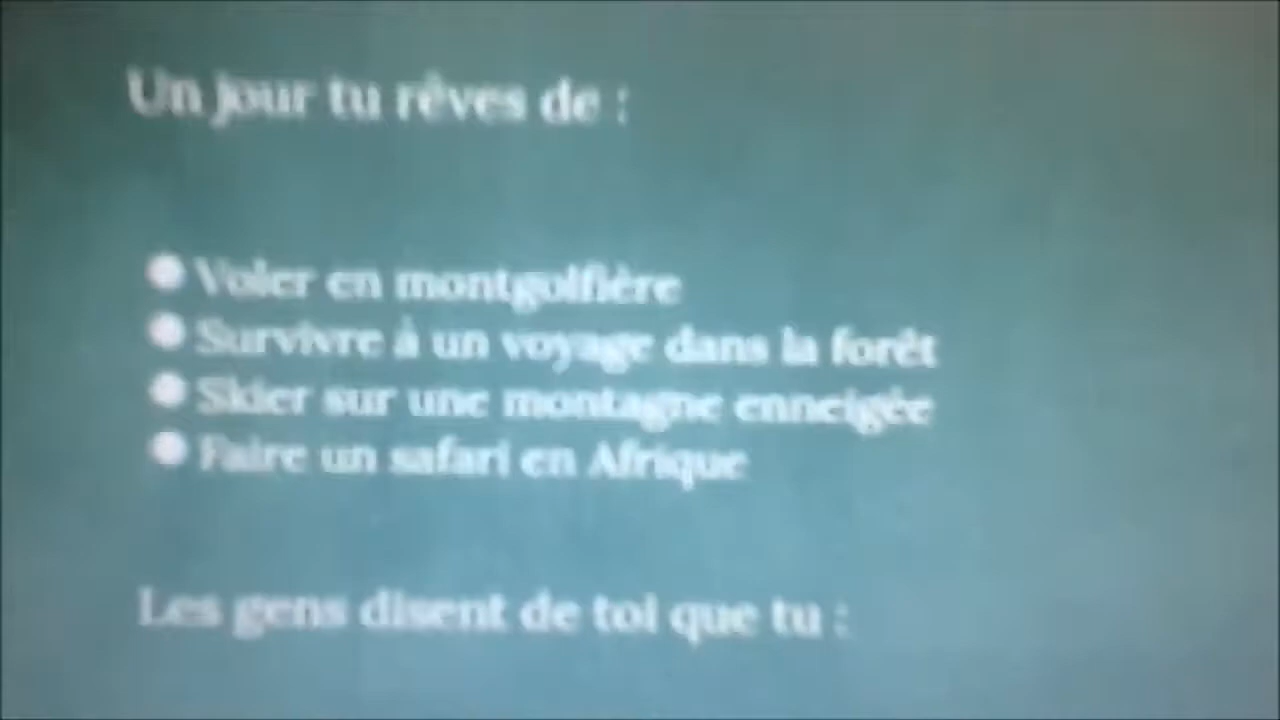 Un jour tu rêves de :
Voler en montgolfière
Survivre à un voyage dans la forêt
Skier sur une montagne enneigée
Faire un safari en Afrique
Les gens disent de toi que tu :